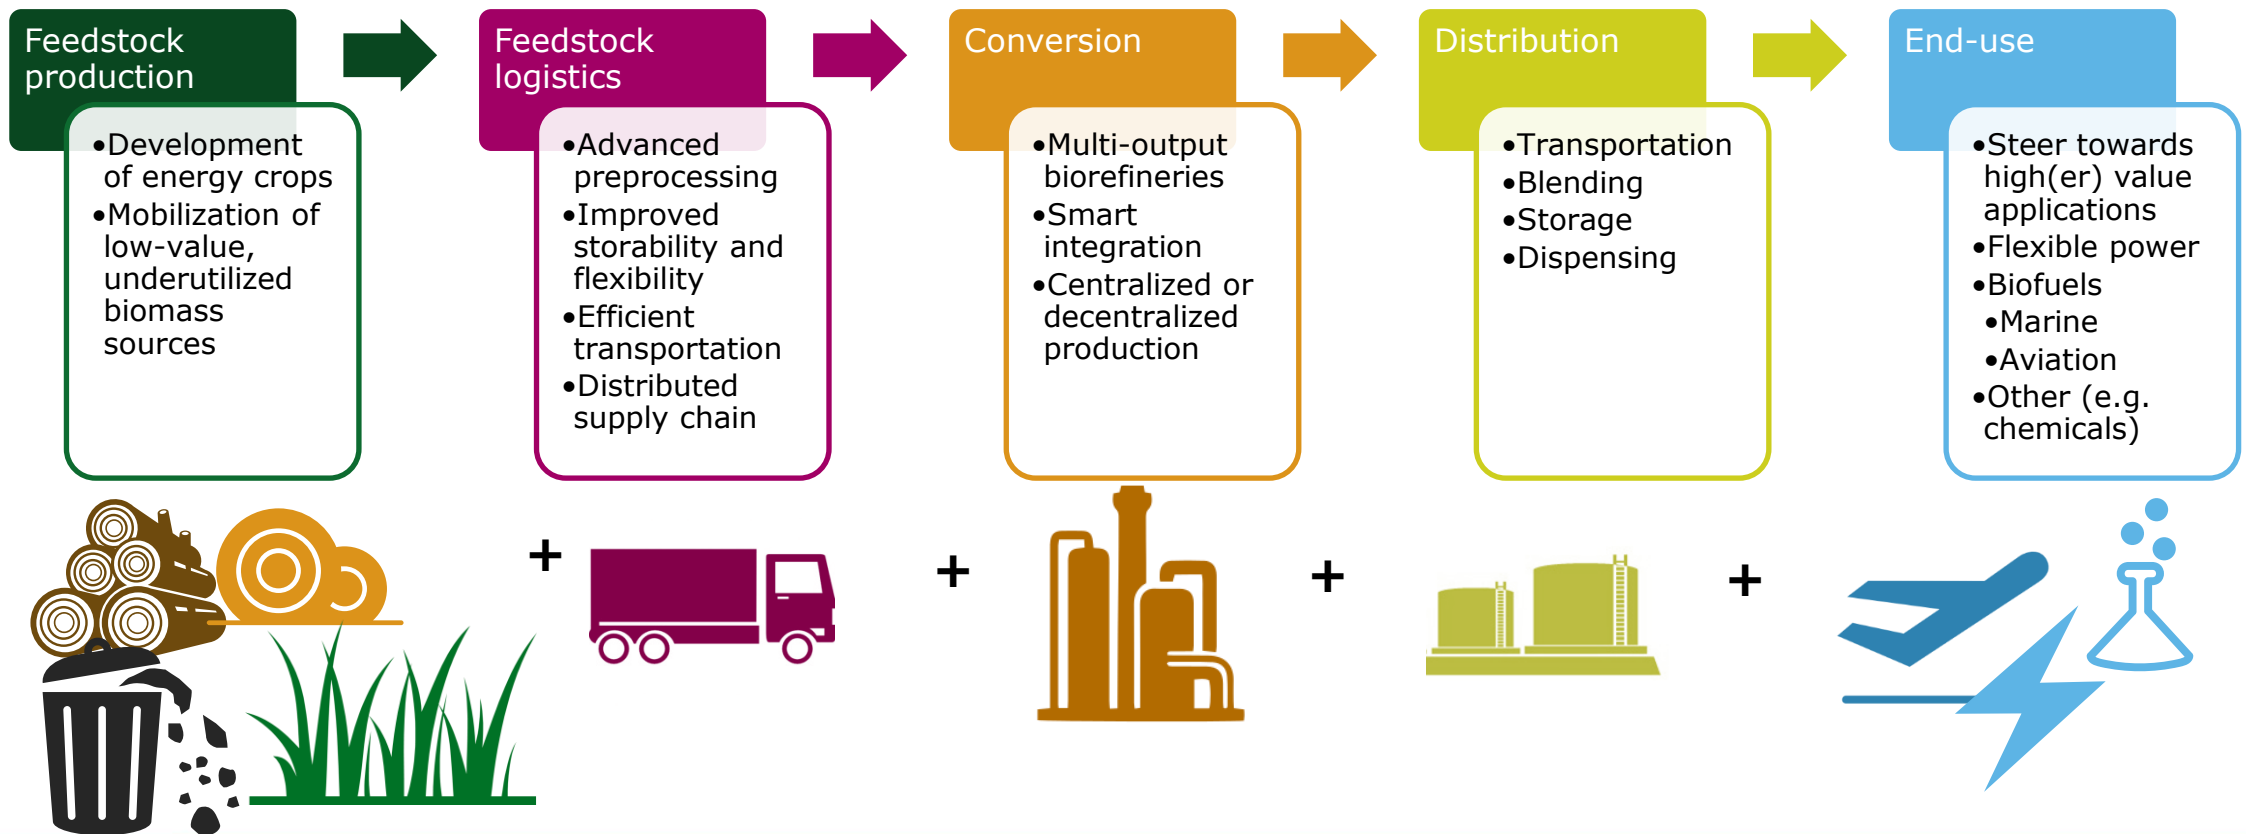 Feedstock
production
•Development
of energy crops
•Mobilization of
low-value,
underutilized
biomass
sources
Feedstock
logistics
•Advanced
preprocessing
•Improved
storability and
flexibility
•Efficient
transportation
•Distributed
supply chain
Conversion
•Multi-output
biorefineries
•Smart
integration
•Centralized or
decentralized
production
Distribution
•Transportation
•Blending
•Storage
•Dispensing
End-use
•Steer towards
high(er) value
applications
•Flexible power
•Biofuels
•Marine
•Aviation
•Other (e.g.
chemicals)
+
+
+
+